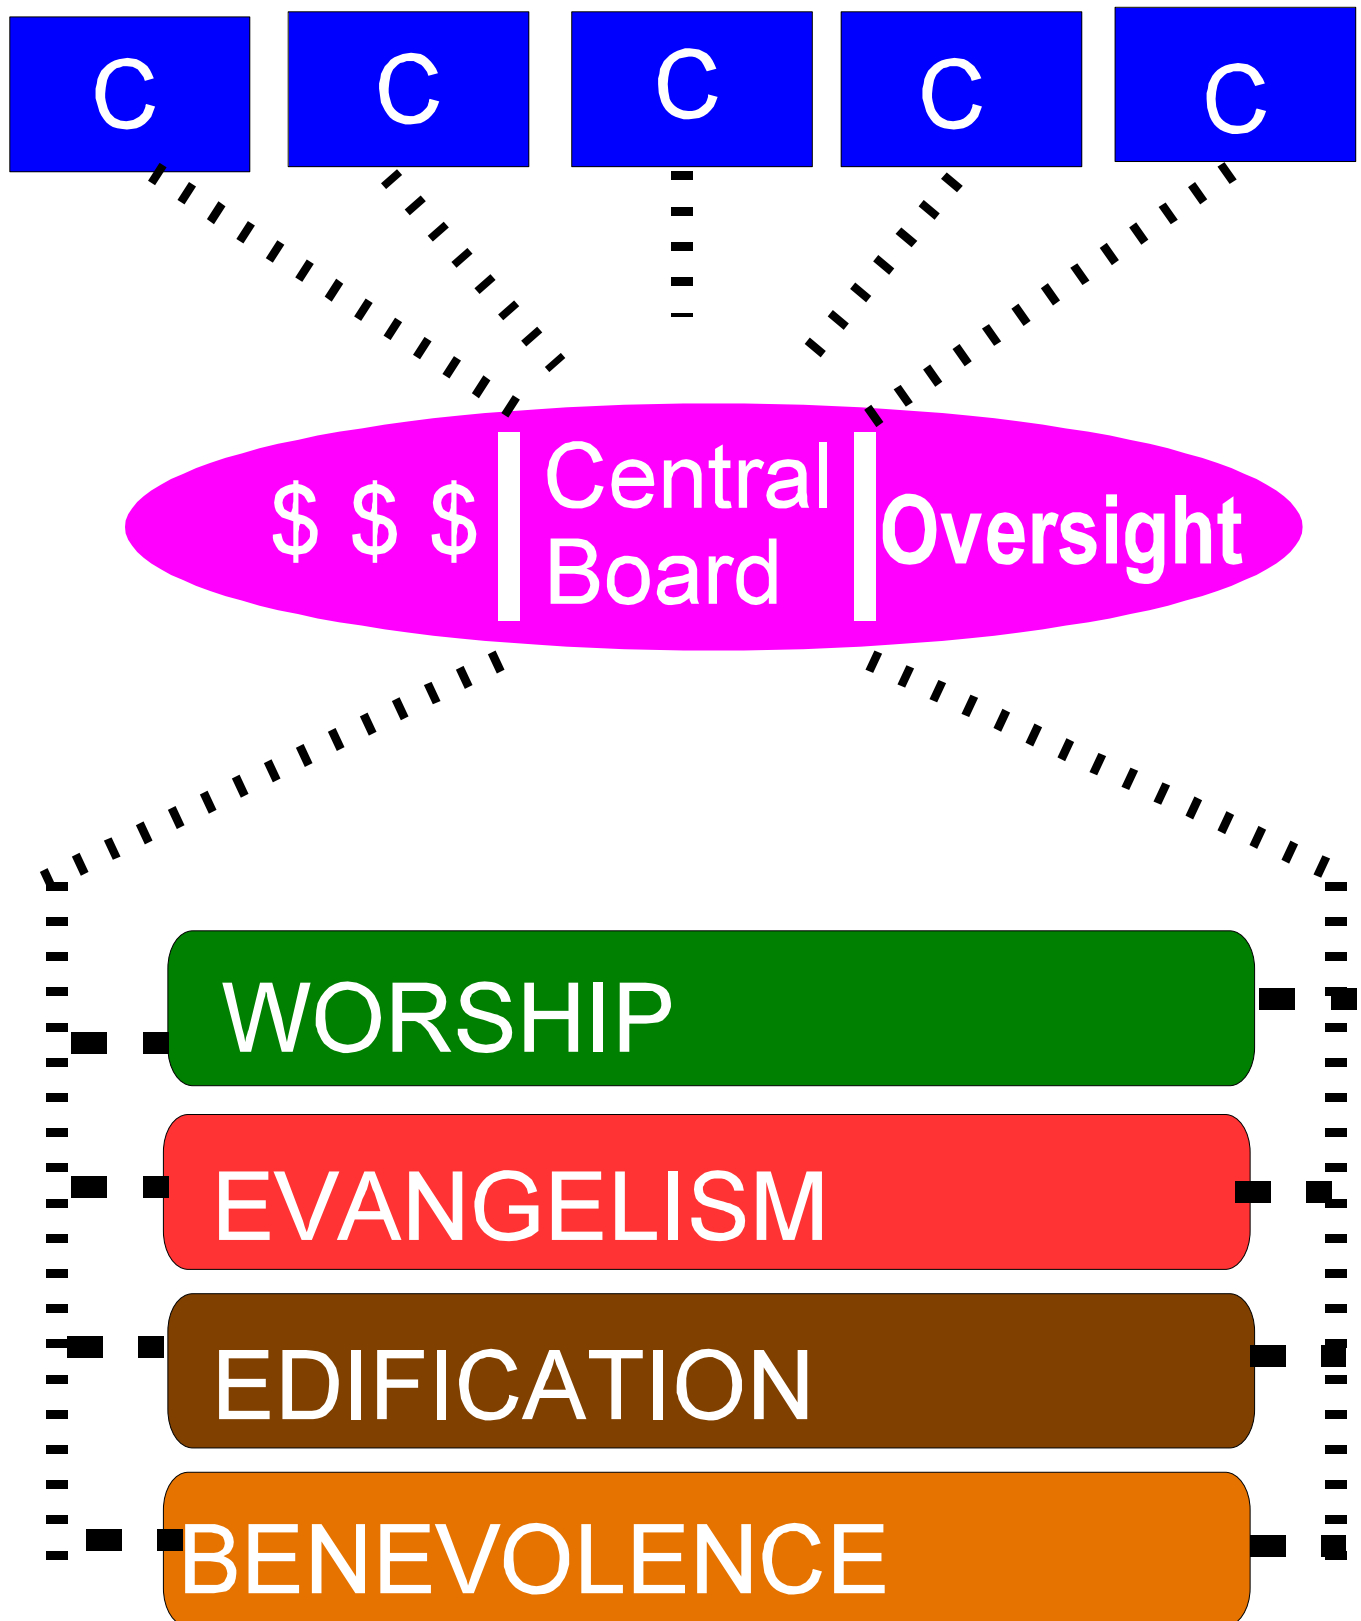 C C C C C
$ $ $ Central Board Oversight
WORSHIP
EVANGELISM
EDIFICATION
BENEVOLENCE